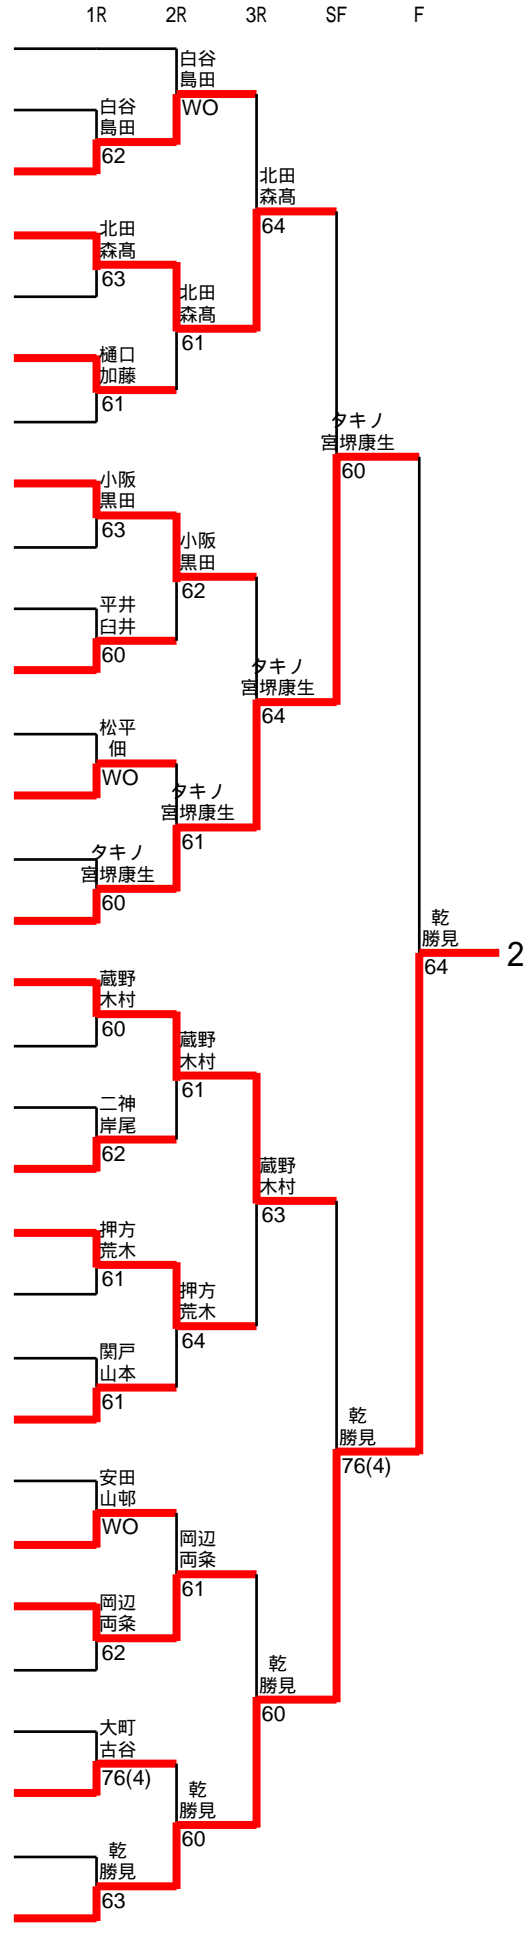 1R 2R 3R SF F
白谷
島田
WO
白谷
島田
62
北田
森髙
64
北田
森髙
63
北田
森髙
61
樋口
加藤
61
タキノ
宮堺康生
60
小阪
黒田
63
小阪
黒田
62
平井
臼井
60
タキノ
宮堺康生
64
松平
佃
WO
タキノ
宮堺康生
61
タキノ
宮堺康生
60
乾
勝見
64
2
蔵野
木村
60
蔵野
木村
61
二神
岸尾
62
蔵野
木村
63
押方
荒木
61
押方
荒木
64
関戸
山本
61
乾
勝見
76(4)
安田
山邨
WO
岡辺
両粂
61
岡辺
両粂
62
乾
勝見
60
大町
古谷
76(4)
乾
勝見
60
乾
勝見
63